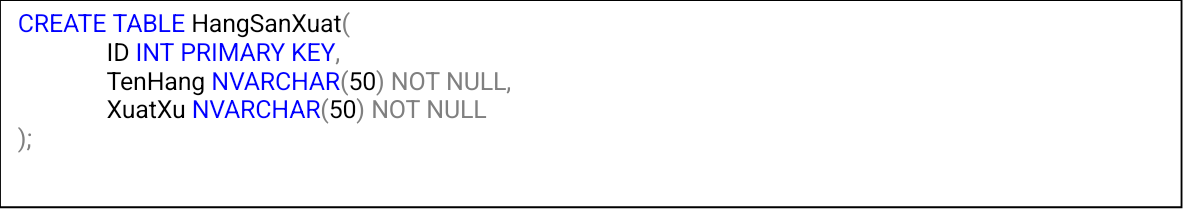 CREATE TABLE HangSanXuat(
ID INT PRIMARY KEY,
TenHang NVARCHAR(50) NOT NULL,
XuatXu NVARCHAR(50) NOT NULL
);